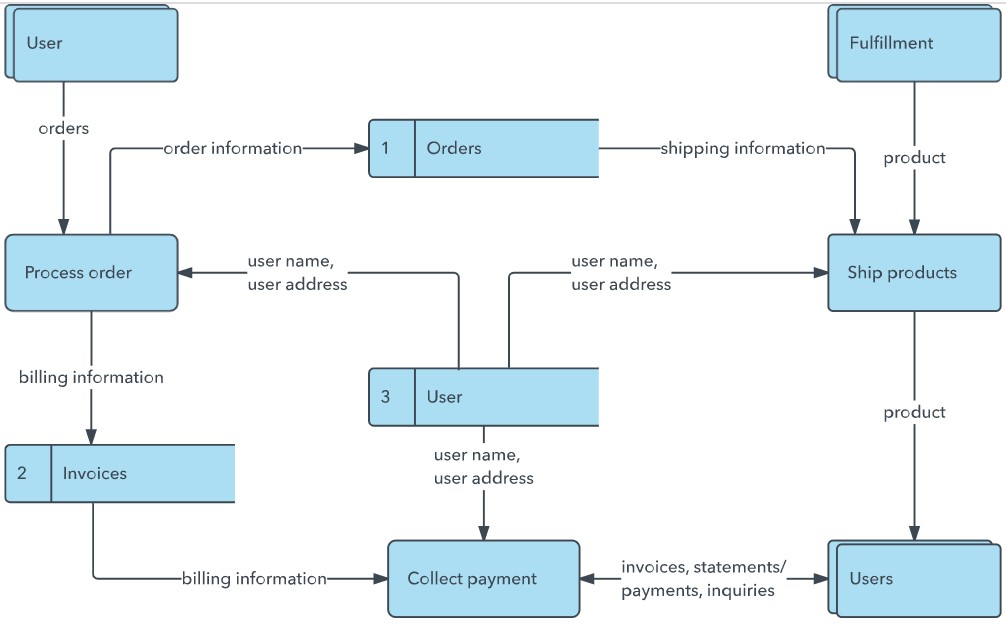 User
Fulfillment
orders
order information
1
Orders
shipping information
product
Process order
user name,
user address
user name,
user address
Ship products
billing information
3
User
product
2
Invoices
user name,
user address
billing information
Collect payment
invoices, statements/
payments, inquiries
Users